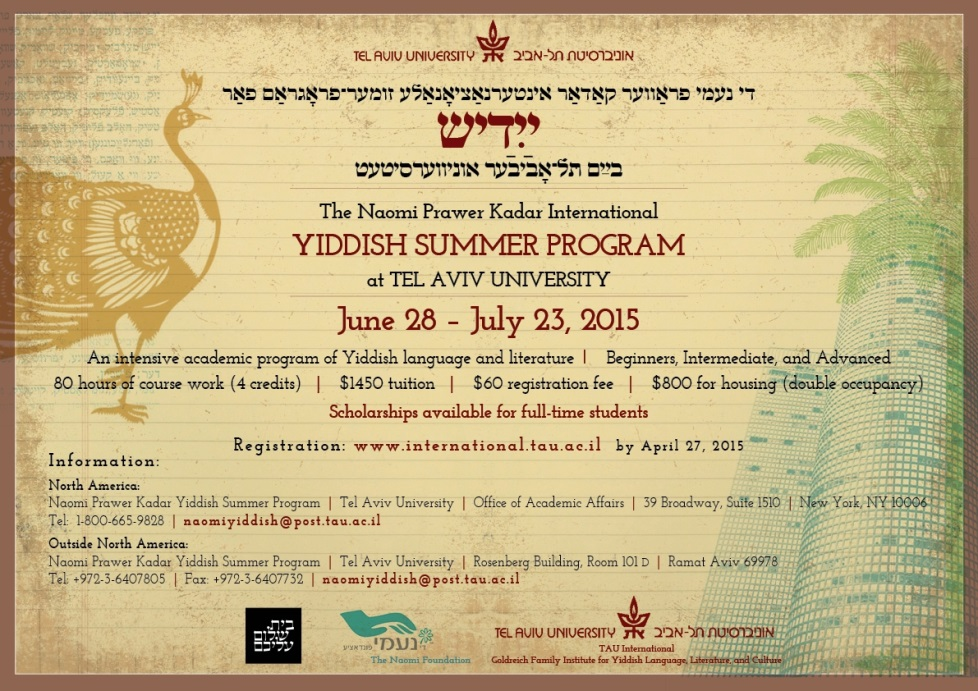 TEL AVIV UNIVERSITY אוניברסיטת תל-אביב
די נעמי פּראַווער קאַדאַר אינטערנאַציאָנאַלע זומער־פּראָגראַם פֿאַר
ייִדיש
בײַם תל־אָבֿיבֿער אוניווערסיטעט
The Naomi Prawer Kadar International
YIDDISH SUMMER PROGRAM
at TEL AVIV UNIVERSITY
June 28 – July 23, 2015
An intensive academic program of Yiddish language and literature | Beginners, Intermediate, and Advanced
80 hours of course work (4 credits) | $1450 tuition | $60 registration fee | $800 for housing (double occupancy)
Scholarships available for full-time students
Registration: www.international.tau.ac.il by April 27, 2015
Information:
North America:
Naomi Prawer Kadar Yiddish Summer Program | Tel Aviv University | Office of Academic Affairs | 39 Broadway, Suite 1510 | New York, NY 10006
Tel: 1-800-665-9828 | naomiyiddish@post.tau.ac.il
Outside North America:
Naomi Prawer Kadar Yiddish Summer Program | Tel Aviv University | Rosenberg Building, Room 101 D | Ramat Aviv 69978
Tel: +972-3-6407805 | Fax: +972-3-6407732 | naomiyiddish@post.tau.ac.il
בית
שלום
עליכם
די נעמי פֿונדאַציע
The Naomi Foundation
TEL AVIV UNIVERSITY אוניברסיטת תל-אביב
TAU International
Goldreich Family Institute for Yiddish Language, Literature, and Culture